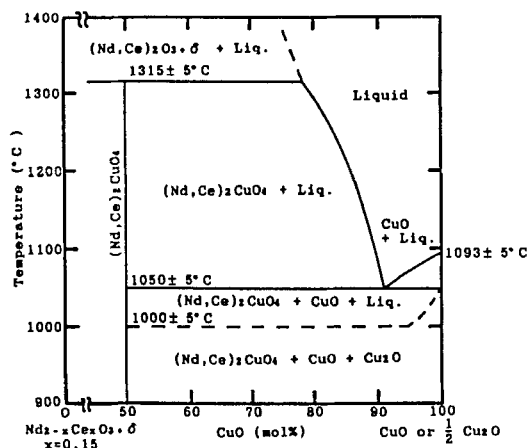 1400
(Nd,Ce)₂O₃+δ + Liq.
1315± 5°C
1300
Liquid
Temperature (°C)
1200
(Nd,Ce)₂CuO₄
(Nd,Ce)₂CuO₄ + Liq.
CuO
+ Liq.
1100
1093± 5°C
1050± 5°C
(Nd,Ce)₂CuO₄ + CuO + Liq.
1000± 5°C
1000
(Nd,Ce)₂CuO₄ + CuO + Cu₂O
900
0 50 60 70 80 90 100
Nd₂₋ₓCeₓO₃+δ
x=0.15
CuO (mol%)
CuO or ½ Cu₂O